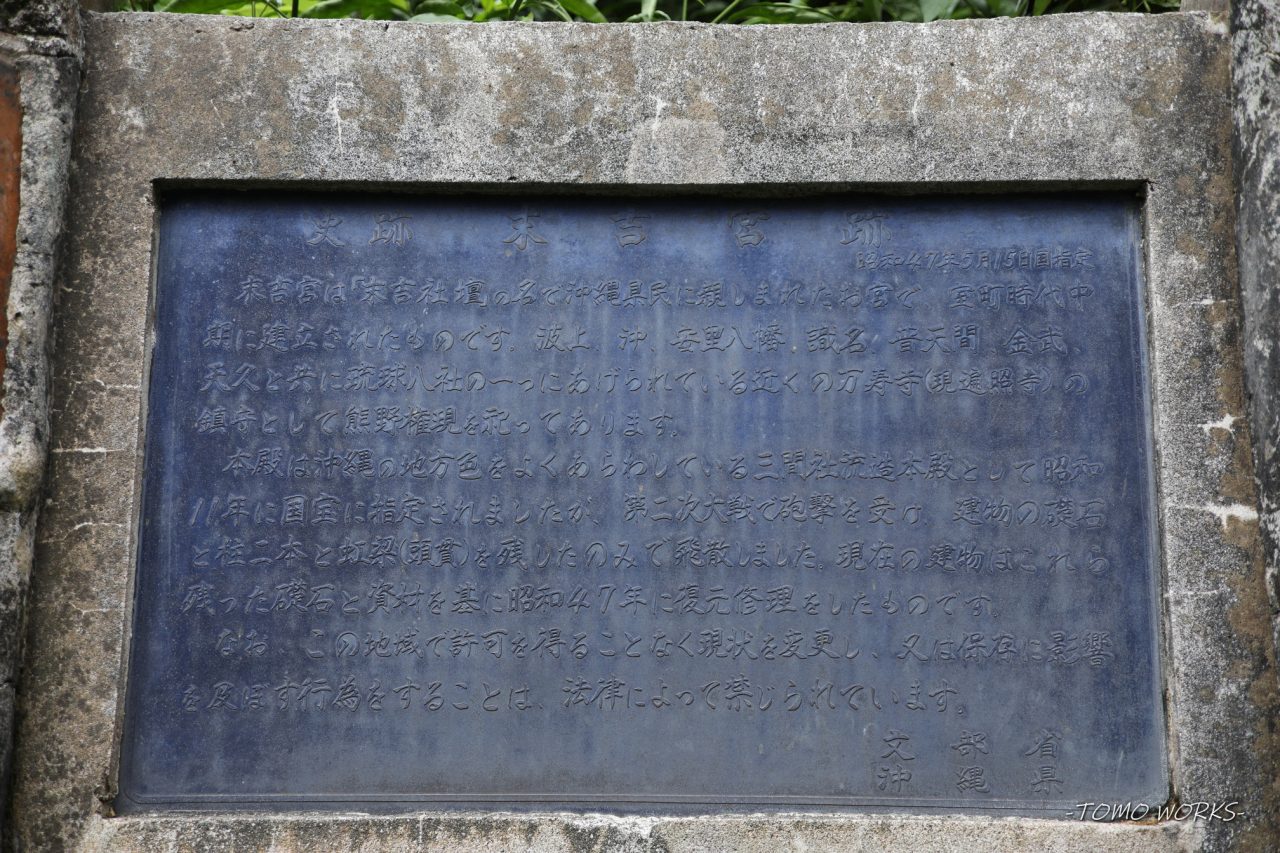 史跡 末吉宮跡
昭和47年5月15日国指定
末吉宮は「末吉社壇」の名で沖縄県民に親しまれたお宮で、室町時代中
期に建立されたものです。波上、沖、安里八幡、識名、普天間、金武、
天久と共に琉球八社の一つにあげられている近くの万寿寺(現遍照寺)の
鎮守として熊野権現を祀ってあります。
本殿は沖縄の地方色をよくあらわしている三間社流造本殿として昭和
11年に国宝に指定されましたが、第二次大戦で砲撃を受け、建物の礎石
と柱二本と虹梁(頭貫)を残したのみで飛散しました。現在の建物はこれら
残った礎石と資材を基に昭和47年に復元修理をしたものです。
なお、この地域で許可を得ることなく現状を変更し、又は保存に影響
を及ぼす行為をすることは、法律によって禁じられています。
文部省
沖縄県
-TOMO WORKS-